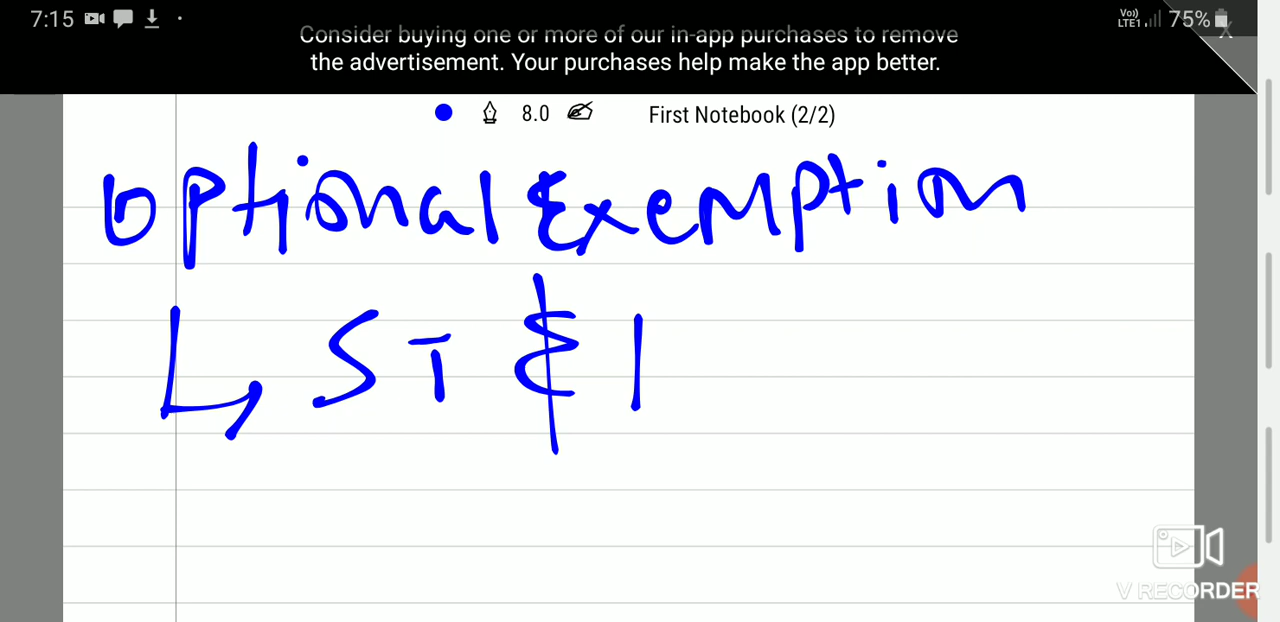 7:15 Vo) LTE1 75%
Consider buying one or more of our in-app purchases to remove
the advertisement. Your purchases help make the app better.
X
8.0 First Notebook (2/2)
Optional Exemption
↳ ST & I
V RECORDER